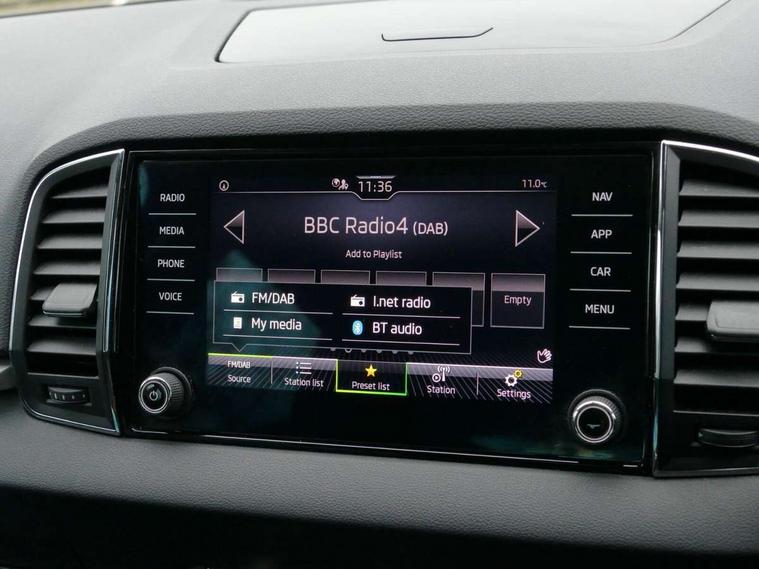 RADIO
MEDIA
PHONE
VOICE
11:36
11.0°C
BBC Radio4 (DAB)
Add to Playlist
Empty
FM/DAB
I.net radio
My media
BT audio
FM/DAB
Source
Station list
Preset list
Station
Settings
NAV
APP
CAR
MENU